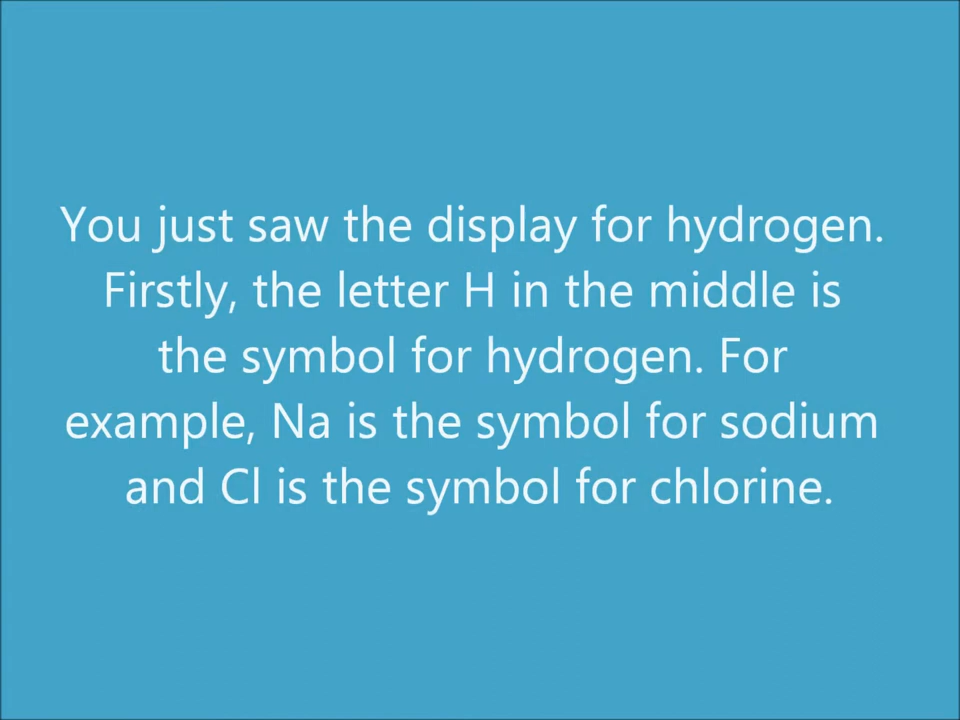 You just saw the display for hydrogen.
Firstly, the letter H in the middle is
the symbol for hydrogen. For
example, Na is the symbol for sodium
and Cl is the symbol for chlorine.